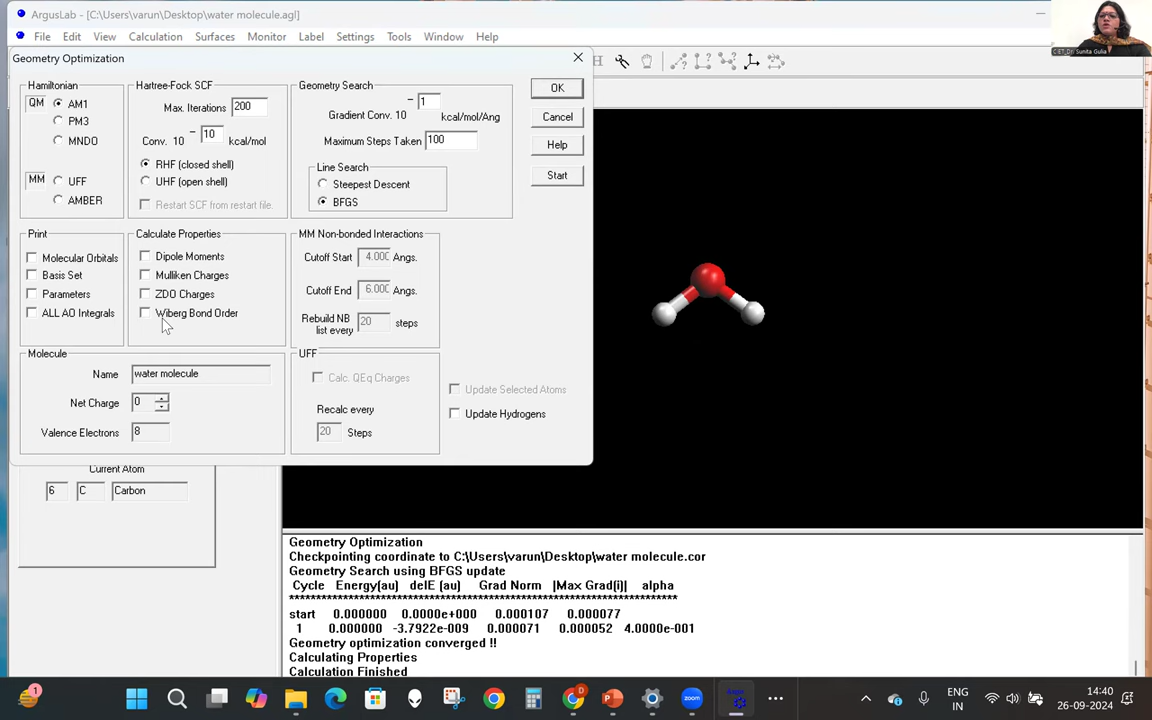 ArgusLab - [C:\Users\varun\Desktop\water molecule.agl]
File Edit View Calculation Surfaces Monitor Label Settings Tools Window Help
Geometry Optimization
Hamiltonian
QM
AM1
PM3
MNDO
MM
UFF
AMBER
Hartree-Fock SCF
Max. Iterations 200
Conv. 10 - 10 kcal/mol
RHF (closed shell)
UHF (open shell)
Restart SCF from restart file.
Geometry Search
Gradient Conv. 10 - 1 kcal/mol/Ang
Maximum Steps Taken 100
Line Search
Steepest Descent
BFGS
OK
Cancel
Help
Start
Print
Molecular Orbitals
Basis Set
Parameters
ALL AO Integrals
Calculate Properties
Dipole Moments
Mulliken Charges
ZDO Charges
Wiberg Bond Order
MM Non-bonded Interactions
Cutoff Start 4.000 Angs.
Cutoff End 6.000 Angs.
Rebuild NB
list every 20 steps
Molecule
Name water molecule
Net Charge 0
Valence Electrons 8
UFF
Calc. QEq Charges
Recalc every
20 Steps
Update Selected Atoms
Update Hydrogens
H
CIET_Dr. Sunita Gulia
Current Atom
6 C Carbon
Geometry Optimization
Checkpointing coordinate to C:\Users\varun\Desktop\water molecule.cor
Geometry Search using BFGS update
Cycle Energy(au) delE (au) Grad Norm |Max Grad(i)| alpha
********************************************************************************
start 0.000000 0.0000e+000 0.000107 0.000077
1 0.000000 -3.7922e-009 0.000071 0.000052 4.0000e-001
Geometry optimization converged !!
Calculating Properties
Calculation Finished
1
D
ENG
IN
14:40
26-09-2024